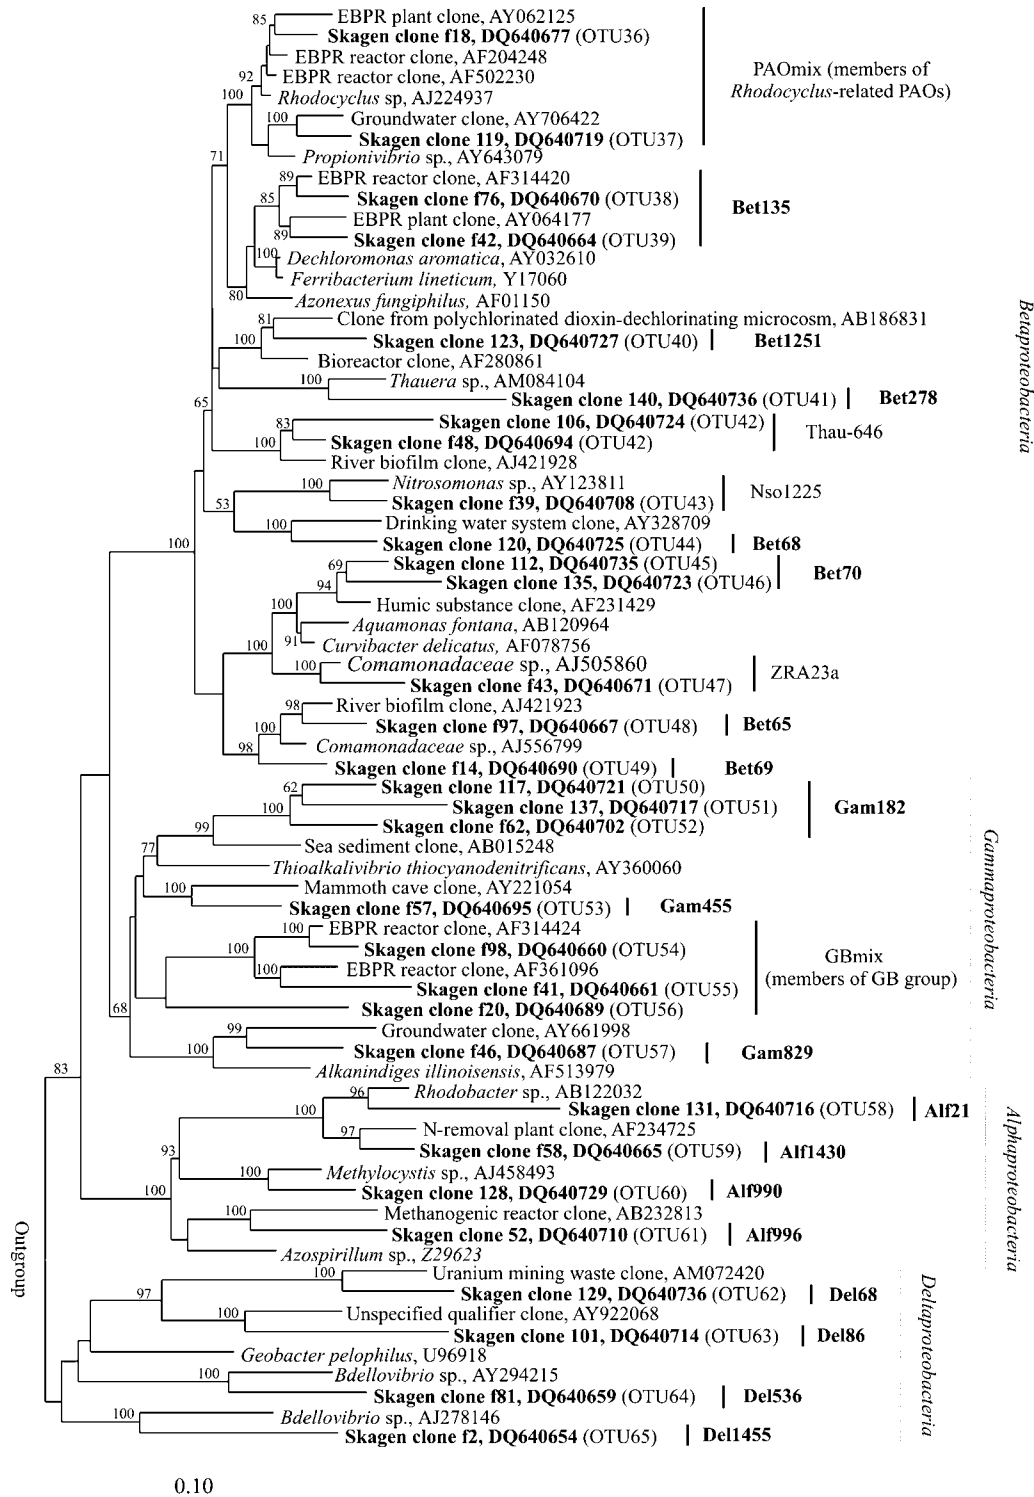 85
EBPR plant clone, AY062125
Skagen clone f18, DQ640677 (OTU36)
EBPR reactor clone, AF204248
92
EBPR reactor clone, AF502230
100
Rhodocyclus sp, AJ224937
PAOmix (members of
Rhodocyclus-related PAOs)
100
Groundwater clone, AY706422
Skagen clone 119, DQ640719 (OTU37)
71
Propionivibrio sp., AY643079
89
EBPR reactor clone, AF314420
85
Skagen clone f76, DQ640670 (OTU38)
Bet135
EBPR plant clone, AY064177
89
Skagen clone f42, DQ640664 (OTU39)
100
Dechloromonas aromatica, AY032610
Ferribacterium lineticum, Y17060
80
Azonexus fungiphilus, AF01150
81
Clone from polychlorinated dioxin-dechlorinating microcosm, AB186831
100
Skagen clone 123, DQ640727 (OTU40)
Bet1251
Bioreactor clone, AF280861
100
Thauera sp., AM084104
Skagen clone 140, DQ640736 (OTU41)
Bet278
65
83
Skagen clone 106, DQ640724 (OTU42)
Thau-646
100
Skagen clone f48, DQ640694 (OTU42)
River biofilm clone, AJ421928
100
Nitrosomonas sp., AY123811
Nso1225
53
Skagen clone f39, DQ640708 (OTU43)
100
Drinking water system clone, AY328709
100
Skagen clone 120, DQ640725 (OTU44)
Bet68
69
Skagen clone 112, DQ640735 (OTU45)
Bet70
94
Skagen clone 135, DQ640723 (OTU46)
100
Humic substance clone, AF231429
Aquamonas fontana, AB120964
91
100
Curvibacter delicatus, AF078756
100
Comamonadaceae sp., AJ505860
ZRA23a
Skagen clone f43, DQ640671 (OTU47)
98
River biofilm clone, AJ421923
100
Skagen clone f97, DQ640667 (OTU48)
Bet65
98
Comamonadaceae sp., AJ556799
Skagen clone f14, DQ640690 (OTU49)
Bet69
Betaproteobacteria
62
Skagen clone 117, DQ640721 (OTU50)
100
Skagen clone 137, DQ640717 (OTU51)
Gam182
99
Skagen clone f62, DQ640702 (OTU52)
Sea sediment clone, AB015248
77
Thioalkalivibrio thiocyanodenitrificans, AY360060
100
Mammoth cave clone, AY221054
Skagen clone f57, DQ640695 (OTU53)
Gam455
100
EBPR reactor clone, AF314424
100
Skagen clone f98, DQ640660 (OTU54)
GBmix
(members of GB group)
100
EBPR reactor clone, AF361096
Skagen clone f41, DQ640661 (OTU55)
68
Skagen clone f20, DQ640689 (OTU56)
99
Groundwater clone, AY661998
100
Skagen clone f46, DQ640687 (OTU57)
Gam829
Alkanindiges illinoisensis, AF513979
Gammaproteobacteria
83
96
Rhodobacter sp., AB122032
100
Skagen clone 131, DQ640716 (OTU58)
Alf21
97
N-removal plant clone, AF234725
93
Skagen clone f58, DQ640665 (OTU59)
Alf1430
100
Methylocystis sp., AJ458493
100
Skagen clone 128, DQ640729 (OTU60)
Alf990
100
Methanogenic reactor clone, AB232813
Skagen clone 52, DQ640710 (OTU61)
Alf996
Azospirillum sp., Z29623
Alphaproteobacteria
Outgroup
100
Uranium mining waste clone, AM072420
97
Skagen clone 129, DQ640736 (OTU62)
Del68
100
Unspecified qualifier clone, AY922068
Skagen clone 101, DQ640714 (OTU63)
Del86
Geobacter pelophilus, U96918
100
Bdellovibrio sp., AY294215
Skagen clone f81, DQ640659 (OTU64)
Del536
100
Bdellovibrio sp., AJ278146
Skagen clone f2, DQ640654 (OTU65)
Del1455
Deltaproteobacteria
0.10